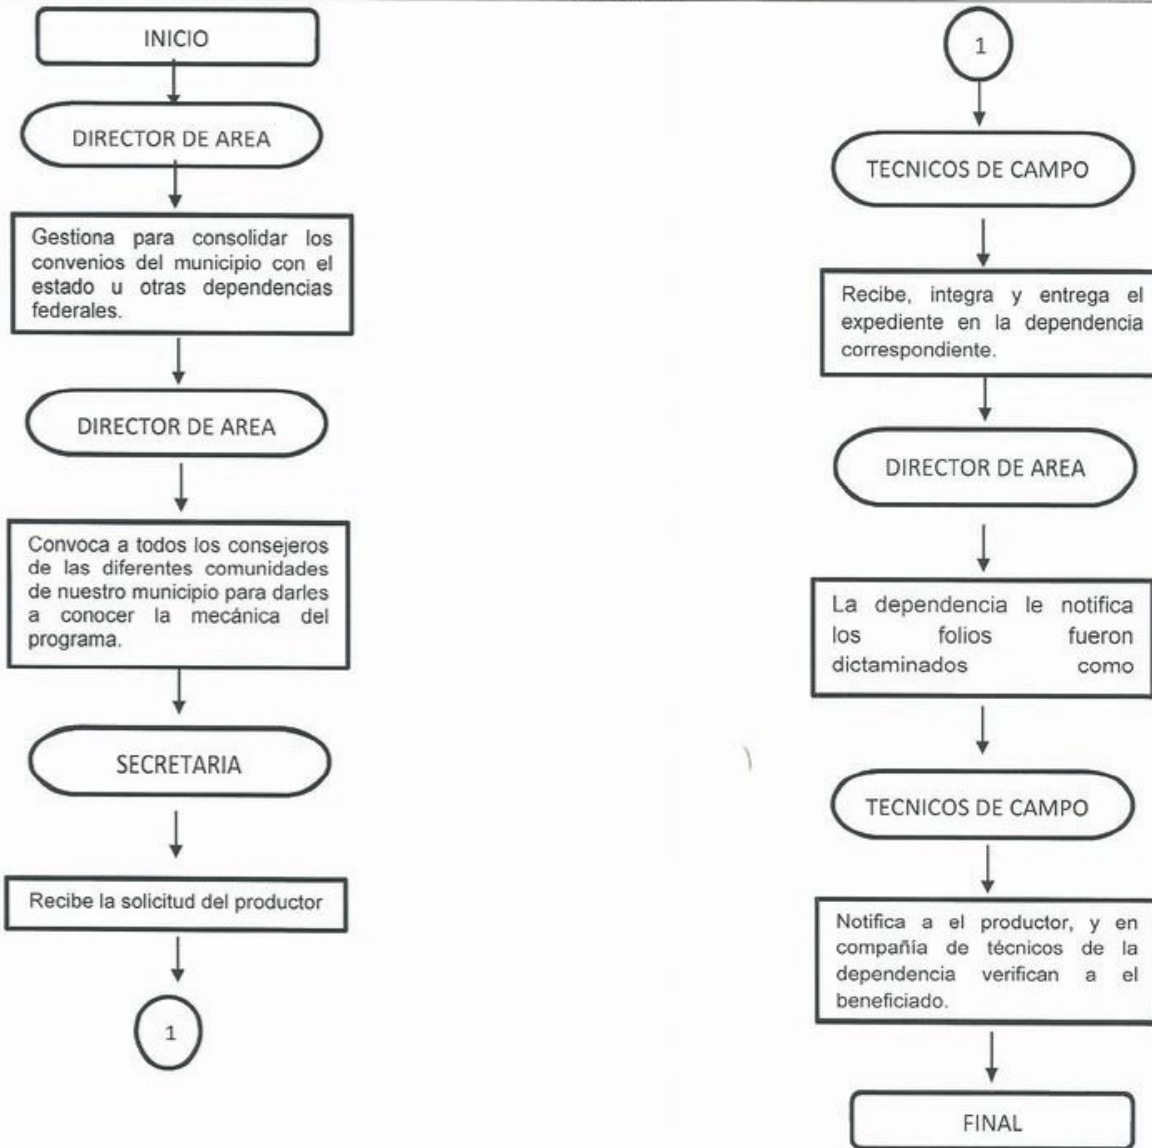 INICIO
DIRECTOR DE AREA
Gestiona para consolidar los
convenios del municipio con el
estado u otras dependencias
federales.
DIRECTOR DE AREA
Convoca a todos los consejeros
de las diferentes comunidades
de nuestro municipio para darles
a conocer la mecánica del
programa.
SECRETARIA
Recibe la solicitud del productor
1
1
TECNICOS DE CAMPO
Recibe, integra y entrega el
expediente en la dependencia
correspondiente.
DIRECTOR DE AREA
La dependencia le notifica
los folios fueron
dictaminados como
TECNICOS DE CAMPO
Notifica a el productor, y en
compañía de técnicos de la
dependencia verifican a el
beneficiado.
FINAL